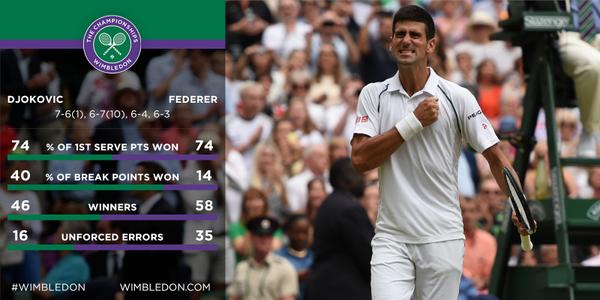 THE CHAMPIONSHIPS
WIMBLEDON
DJOKOVIC FEDERER
7-6(1), 6-7(10), 6-4, 6-3
74 % OF 1ST SERVE PTS WON 74
40 % OF BREAK POINTS WON 14
46 WINNERS 58
16 UNFORCED ERRORS 35
#WIMBLEDON WIMBLEDON.COM
Slazenger
PEUGEOT